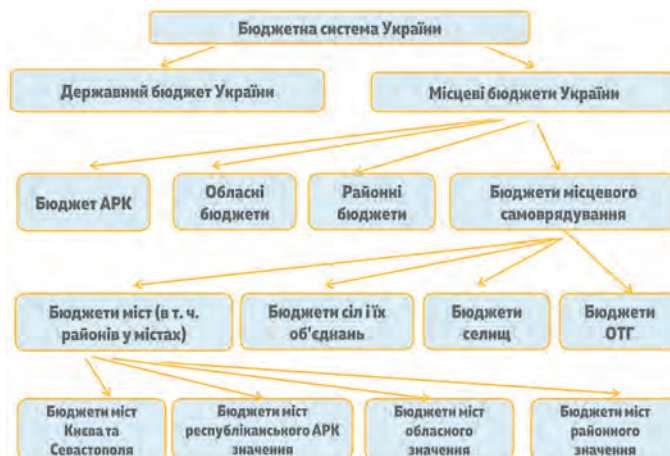 Бюджетна система України
Державний бюджет України
Місцеві бюджети України
Бюджет АРК
Обласні
бюджети
Районні
бюджети
Бюджети місцевого
самоврядування
Бюджети міст (в т. ч.
районів у містах)
Бюджети сіл і їх
об’єднань
Бюджети
селищ
Бюджети
ОТГ
Бюджети міст
Києва та
Севастополя
Бюджети міст
республіканського АРК
значення
Бюджети міст
обласного
значення
Бюджети міст
районного
значення